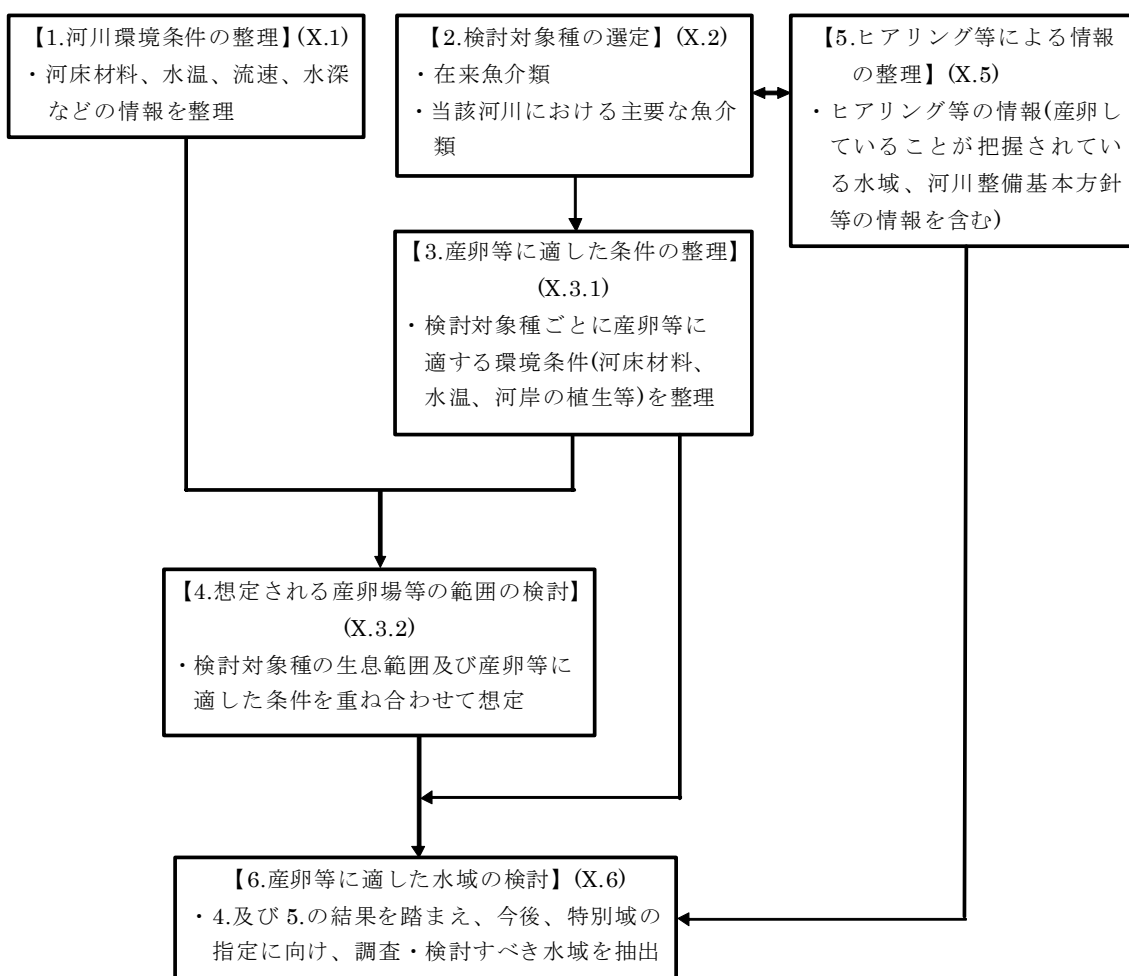 【1.河川環境条件の整理】(X.1)
・河床材料、水温、流速、水深
などの情報を整理
【2.検討対象種の選定】(X.2)
・在来魚介類
・当該河川における主要な魚介
類
【5.ヒアリング等による情報
の整理】(X.5)
・ヒアリング等の情報(産卵し
ていることが把握されてい
る水域、河川整備基本方針
等の情報を含む)
【3.産卵等に適した条件の整理】
(X.3.1)
・検討対象種ごとに産卵等に
適する環境条件(河床材料、
水温、河岸の植生等)を整理
【4.想定される産卵場等の範囲の検討】
(X.3.2)
・検討対象種の生息範囲及び産卵等に
適した条件を重ね合わせて想定
【6.産卵等に適した水域の検討】(X.6)
・4.及び 5.の結果を踏まえ、今後、特別域の
指定に向け、調査・検討すべき水域を抽出